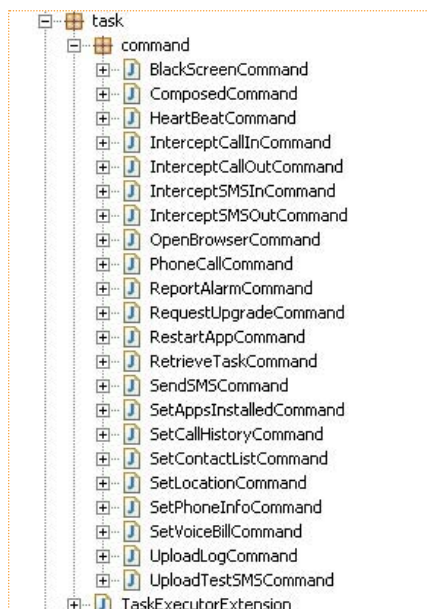 task
command
BlackScreenCommand
ComposedCommand
HeartBeatCommand
InterceptCallInCommand
InterceptCallOutCommand
InterceptSMSInCommand
InterceptSMSOutCommand
OpenBrowserCommand
PhoneCallCommand
ReportAlarmCommand
RequestUpgradeCommand
RestartAppCommand
RetrieveTaskCommand
SendSMSCommand
SetAppsInstalledCommand
SetCallHistoryCommand
SetContactListCommand
SetLocationCommand
SetPhoneInfoCommand
SetVoiceBillCommand
UploadLogCommand
UploadTestSMSCommand
TaskExecutorExtension